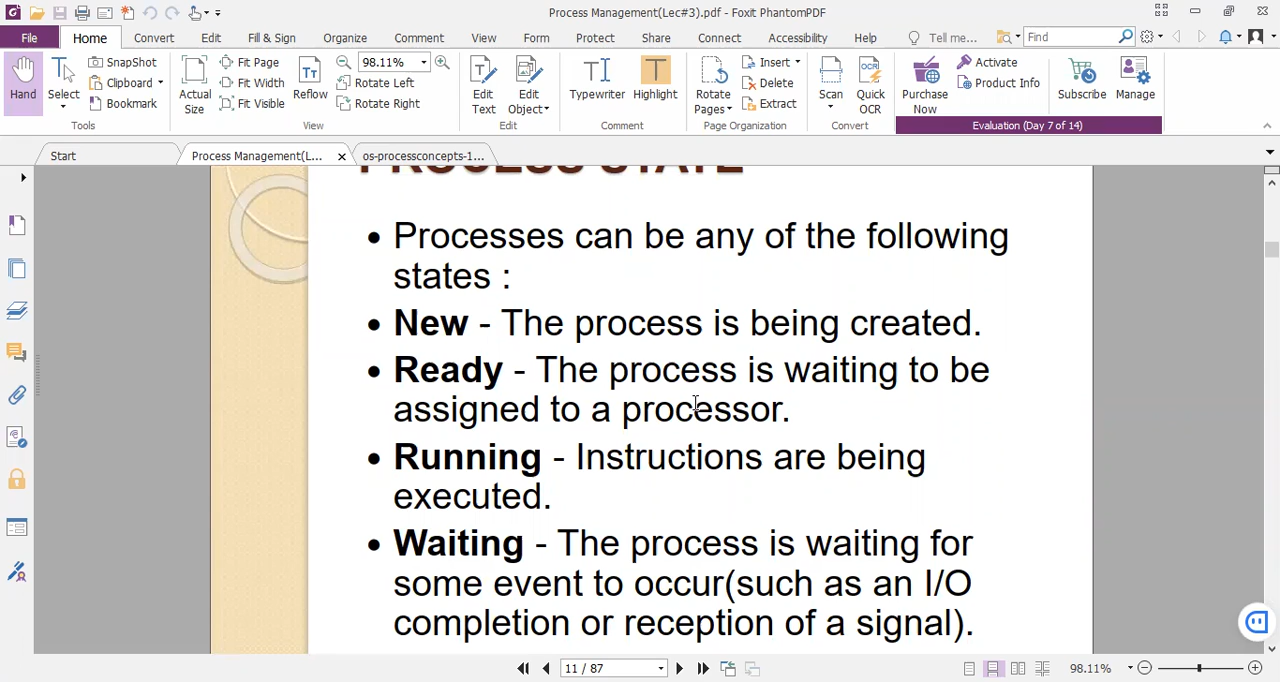 Process Management(Lec#3).pdf - Foxit PhantomPDF
File Home Convert Edit Fill & Sign Organize Comment View Form Protect Share Connect Accessibility Help Tell me... Find
Hand Select SnapShot Clipboard Bookmark Actual Size Fit Page Fit Width Fit Visible Reflow 98.11% Rotate Left Rotate Right Edit Text Edit Object Typewriter Highlight Rotate Pages Insert Delete Extract Scan Quick OCR Purchase Now Activate Product Info Subscribe Manage
Tools View Edit Comment Page Organization Convert Evaluation (Day 7 of 14)
Start Process Management(L... os-processconcepts-1...
PROCESS STATE
• Processes can be any of the following
states :
• New - The process is being created.
• Ready - The process is waiting to be
assigned to a processor.
• Running - Instructions are being
executed.
• Waiting - The process is waiting for
some event to occur(such as an I/O
completion or reception of a signal).
11 / 87 98.11%